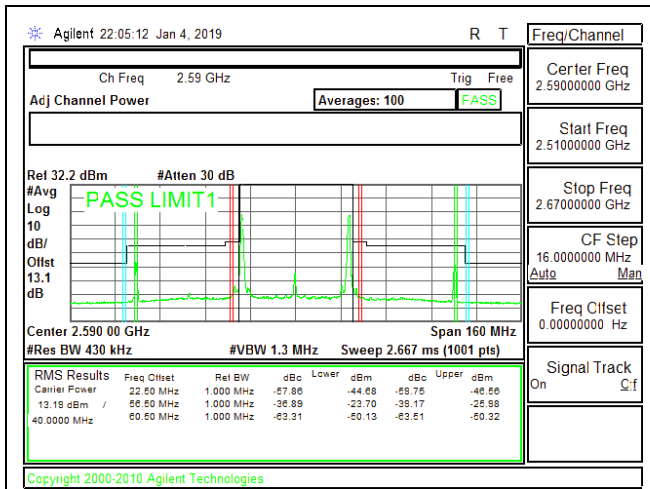 Agilent 22:05:12 Jan 4, 2019 R T
Freq/Channel
Ch Freq 2.59 GHz Trig Free
Adj Channel Power Averages: 100 PASS
Center Freq
2.59000000 GHz
Start Freq
2.51000000 GHz
Stop Freq
2.67000000 GHz
CF Step
16.0000000 MHz
Auto Man
Freq Offset
0.00000000 Hz
Signal Track
On Off
Ref 32.2 dBm #Atten 30 dB
#Avg
Log
10
dB/
Offst
13.1
dB
PASS LIMIT1
Center 2.590 00 GHz Span 160 MHz
#Res BW 430 kHz #VBW 1.3 MHz Sweep 2.667 ms (1001 pts)
RMS Results Freq Offset Ref BW dBc Lower dBm dBc Upper dBm
Carrier Power 22.50 MHz 1.000 MHz -57.86 -44.68 -59.75 -46.56
13.19 dBm / 56.50 MHz 1.000 MHz -36.89 -23.70 -39.17 -25.98
40.0000 MHz 60.50 MHz 1.000 MHz -63.31 -50.13 -63.51 -50.32
Copyright 2000-2010 Agilent Technologies